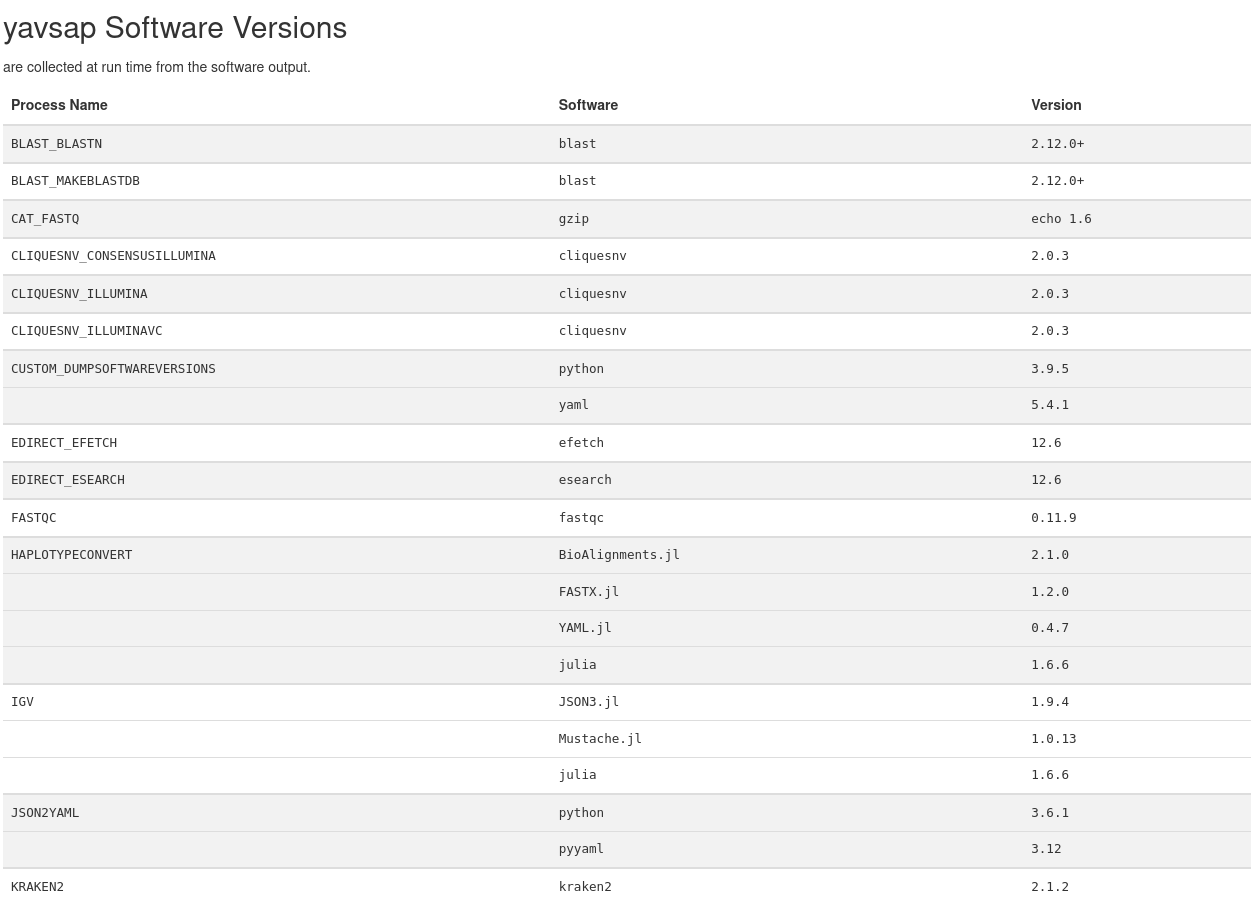 yavsap Software Versions
are collected at run time from the software output.
Process Name Software Version
BLAST_BLASTN blast 2.12.0+
BLAST_MAKEBLASTDB blast 2.12.0+
CAT_FASTQ gzip echo 1.6
CLIQUESNV_CONSENSUSILLUMINA cliquesnv 2.0.3
CLIQUESNV_ILLUMINA cliquesnv 2.0.3
CLIQUESNV_ILLUMINAVC cliquesnv 2.0.3
CUSTOM_DUMPSOFTWAREVERSIONS python 3.9.5
yaml 5.4.1
EDIRECT_EFETCH efetch 12.6
EDIRECT_ESEARCH esearch 12.6
FASTQC fastqc 0.11.9
HAPLOTYPECONVERT BioAlignments.jl 2.1.0
FASTX.jl 1.2.0
YAML.jl 0.4.7
julia 1.6.6
IGV JSON3.jl 1.9.4
Mustache.jl 1.0.13
julia 1.6.6
JSON2YAML python 3.6.1
pyyaml 3.12
KRAKEN2 kraken2 2.1.2